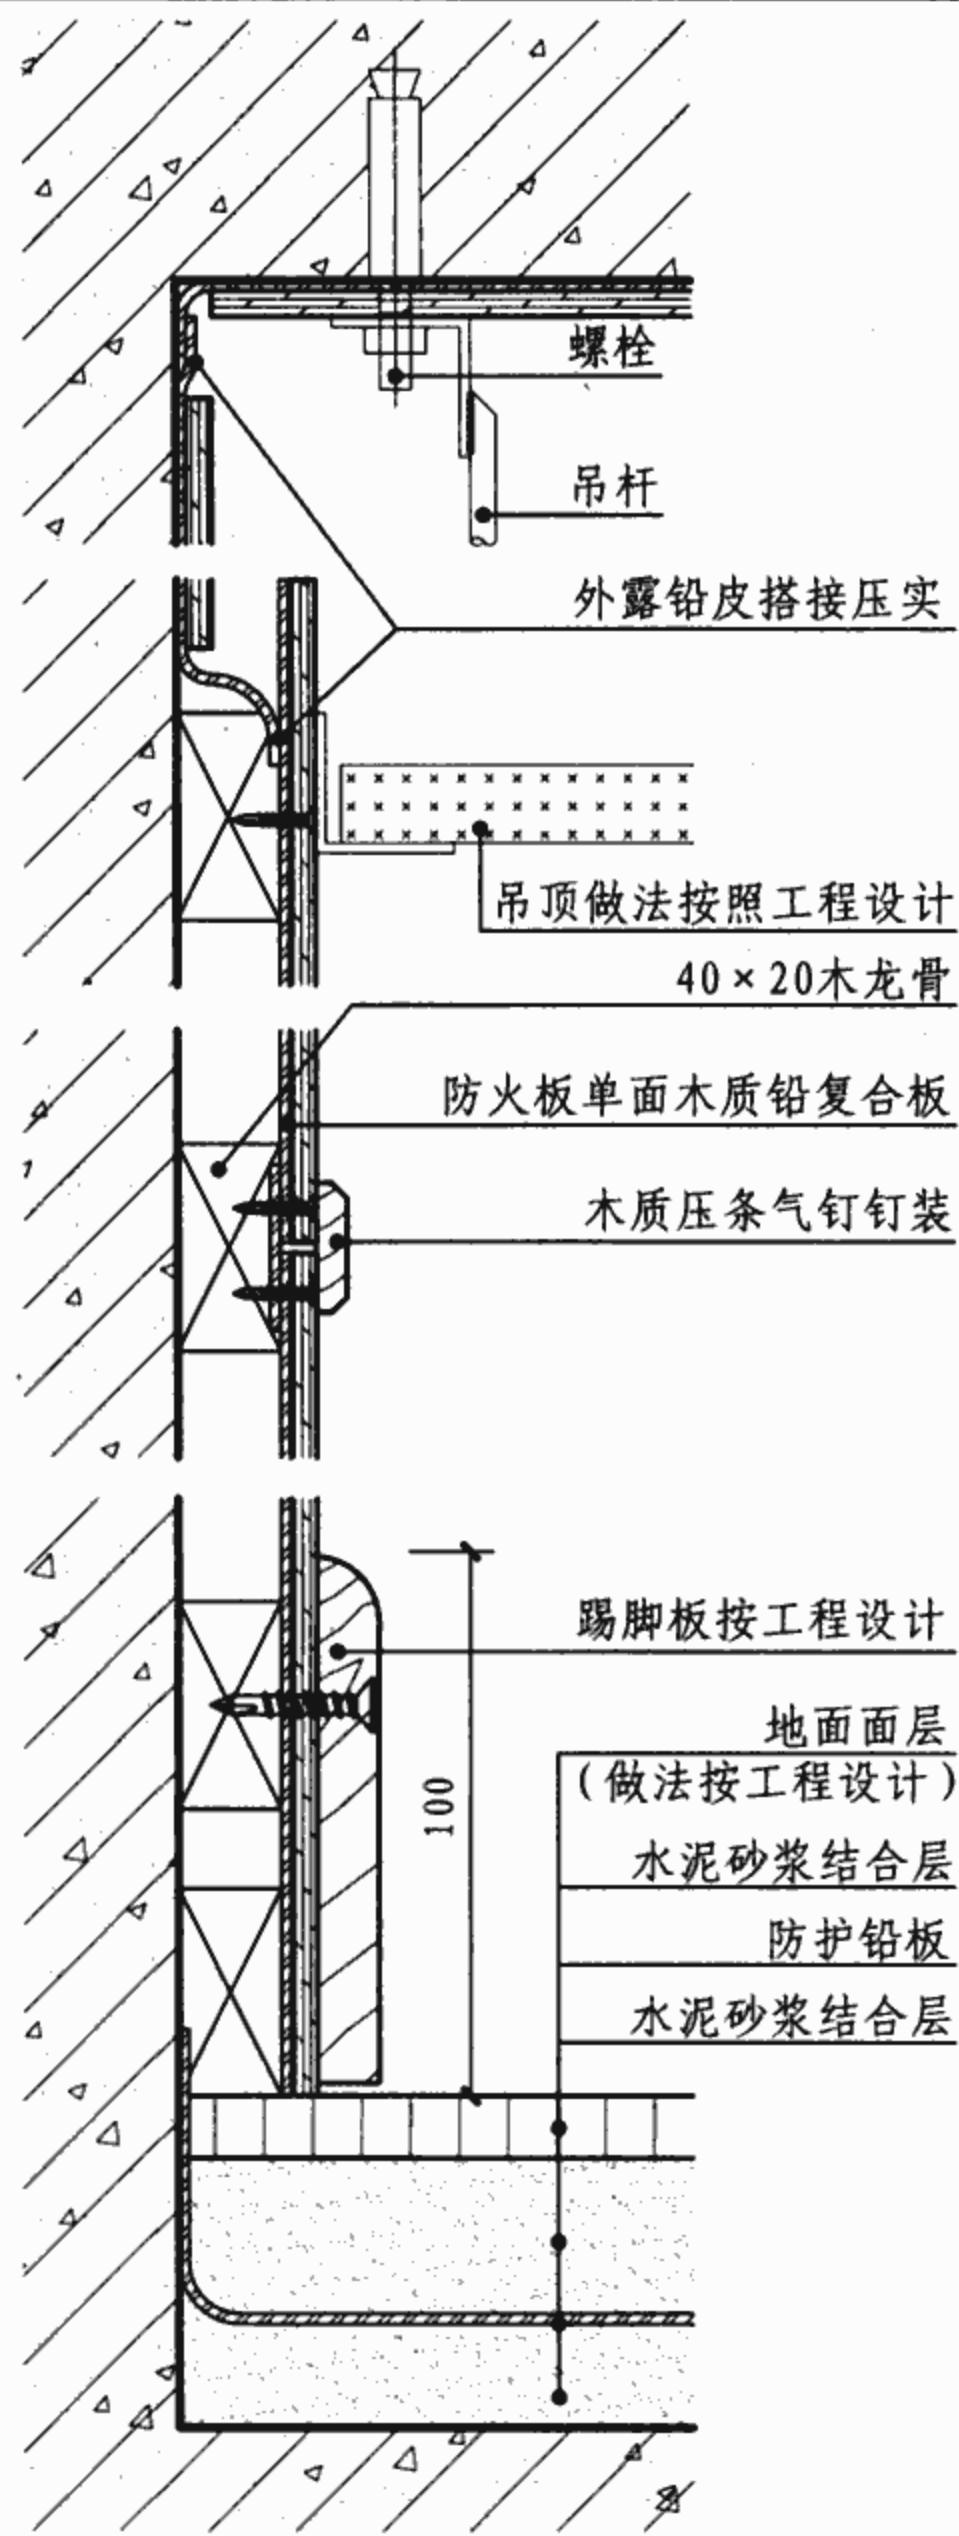 螺栓
吊杆
外露铅皮搭接压实
吊顶做法按照工程设计
40×20木龙骨
防火板单面木质铅复合板
木质压条气钉钉装
踢脚板按工程设计
地面面层
(做法按工程设计)
100
水泥砂浆结合层
防护铅板
水泥砂浆结合层